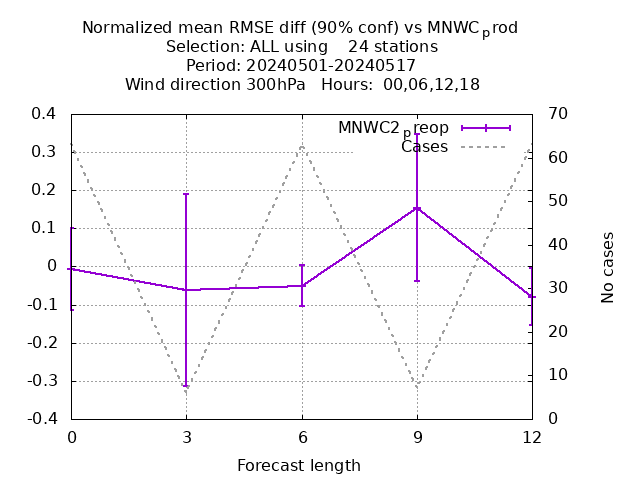 Normalized mean RMSE diff (90% conf) vs MNWCprod
Selection: ALL using    24 stations
Period: 20240501-20240517
Wind direction 300hPa   Hours:  00,06,12,18
MNWC2preop
Cases
0.4
0.3
0.2
0.1
0
-0.1
-0.2
-0.3
-0.4
70
60
50
40
30
20
10
0
No cases
0 3 6 9 12
Forecast length